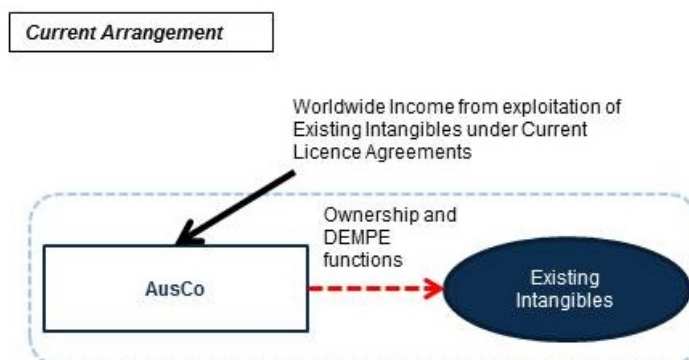 Current Arrangement
Worldwide Income from exploitation of
Existing Intangibles under Current
Licence Agreements
Ownership and
DEMPE
functions
AusCo
Existing
Intangibles